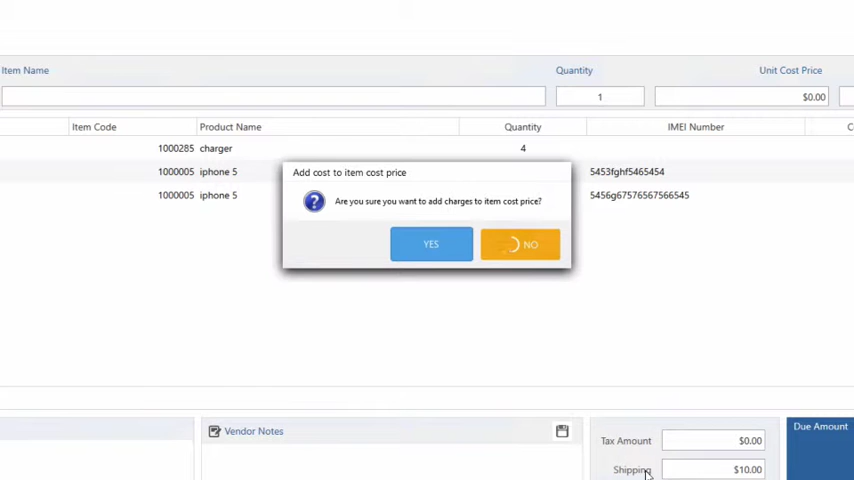 Item Name Quantity Unit Cost Price
1 $0.00
Item Code Product Name Quantity IMEI Number
1000285 charger 4
Add cost to item cost price
1000005 iphone 5 5453fghf5465454
1000005 iphone 5 5456g67576567566545
Are you sure you want to add charges to item cost price?
YES NO
Vendor Notes
Tax Amount $0.00
Due Amount
Shipping $10.00